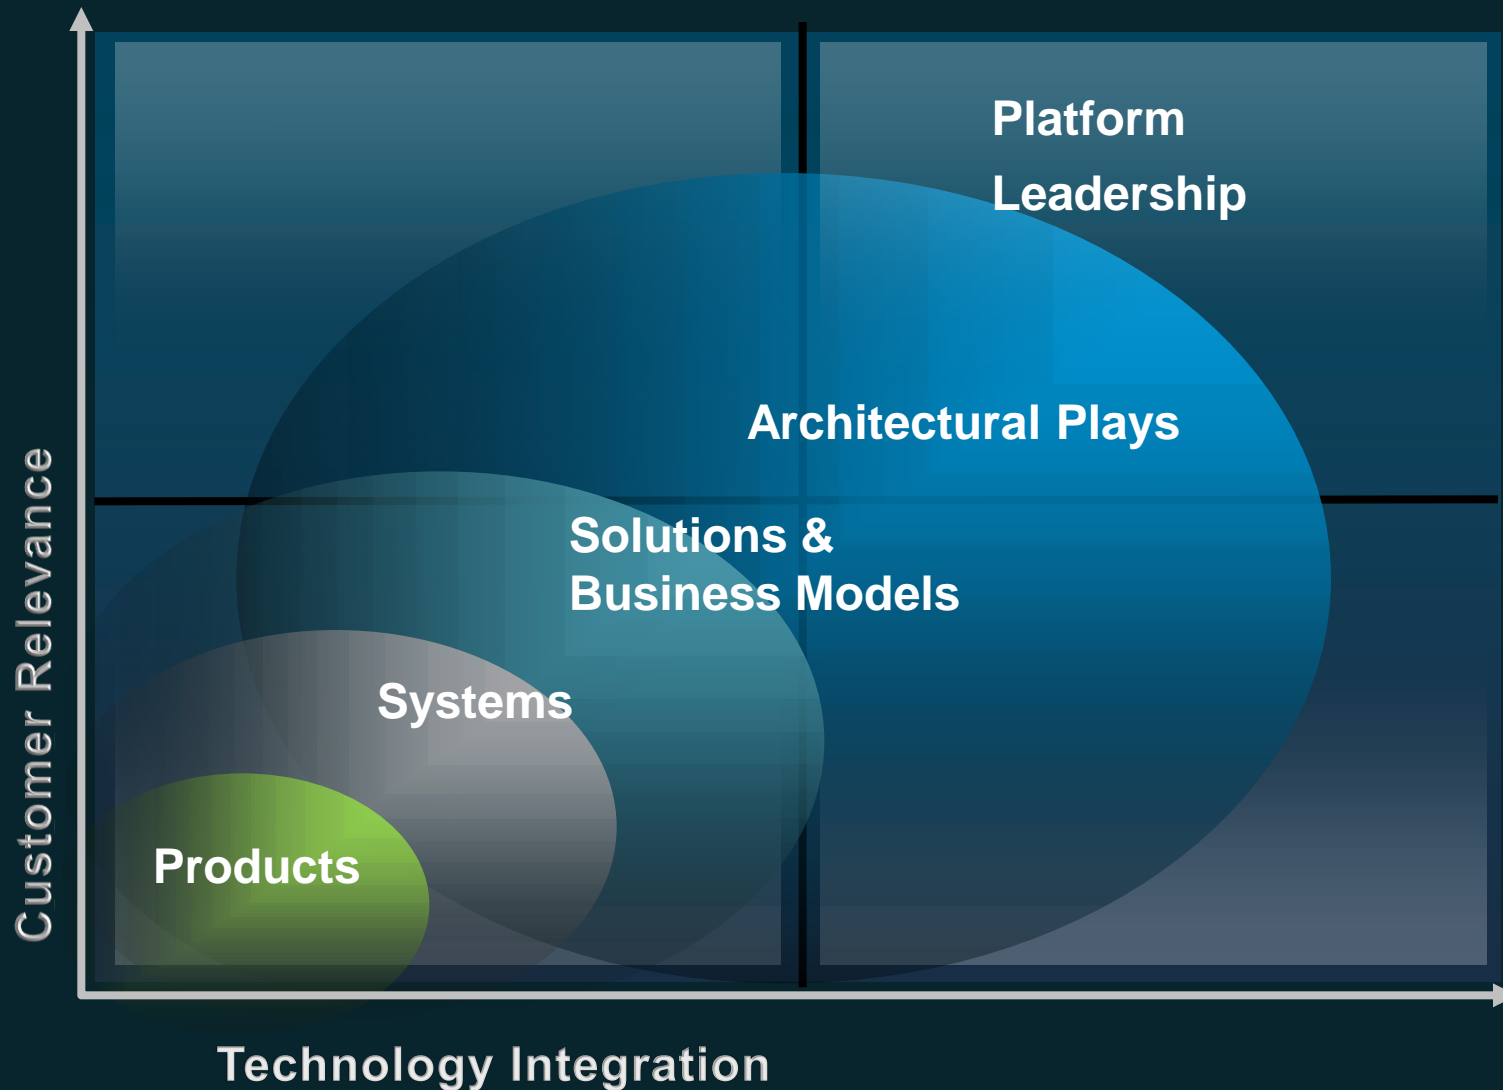 Platform
Leadership
Architectural Plays
Solutions &
Business Models
Systems
Products
Customer Relevance
Technology Integration